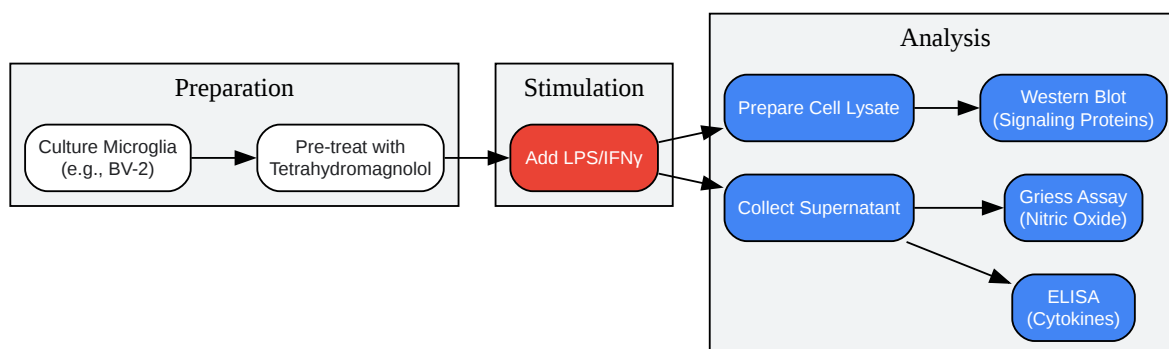 Preparation
Culture Microglia
(e.g., BV-2)
Pre-treat with
Tetrahydromagnolol
Stimulation
Add LPS/IFNγ
Analysis
Prepare Cell Lysate
Western Blot
(Signaling Proteins)
Collect Supernatant
Griess Assay
(Nitric Oxide)
ELISA
(Cytokines)